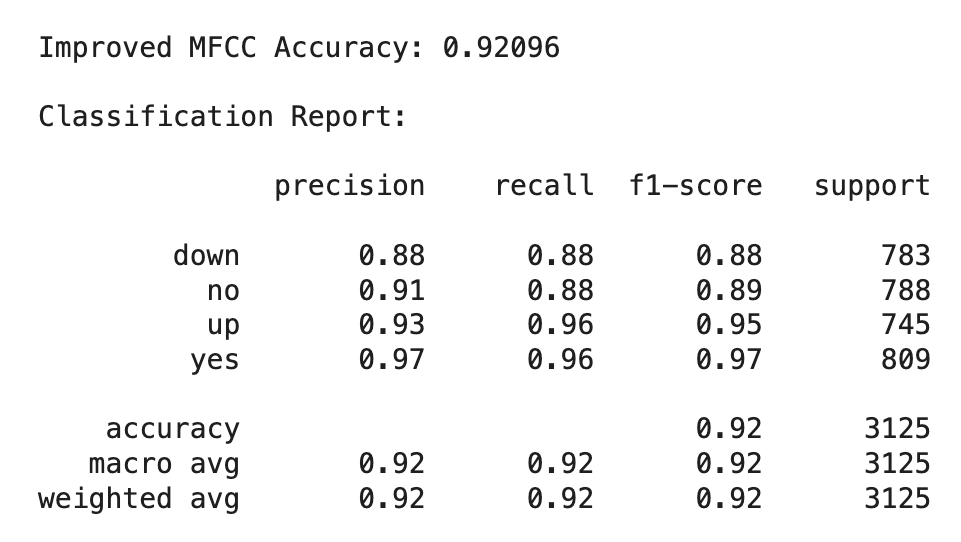 Improved MFCC Accuracy: 0.92096
Classification Report:
precision recall f1-score support
down 0.88 0.88 0.88 783
no 0.91 0.88 0.89 788
up 0.93 0.96 0.95 745
yes 0.97 0.96 0.97 809
accuracy 0.92 3125
macro avg 0.92 0.92 0.92 3125
weighted avg 0.92 0.92 0.92 3125